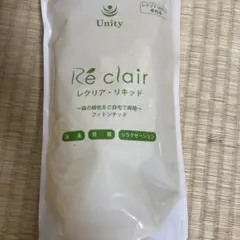 Unity
Ré clair
レクリア・リキッド
～森の精気をご自宅で再現～
フィトンチッド
消臭 抗菌 リラクゼーション